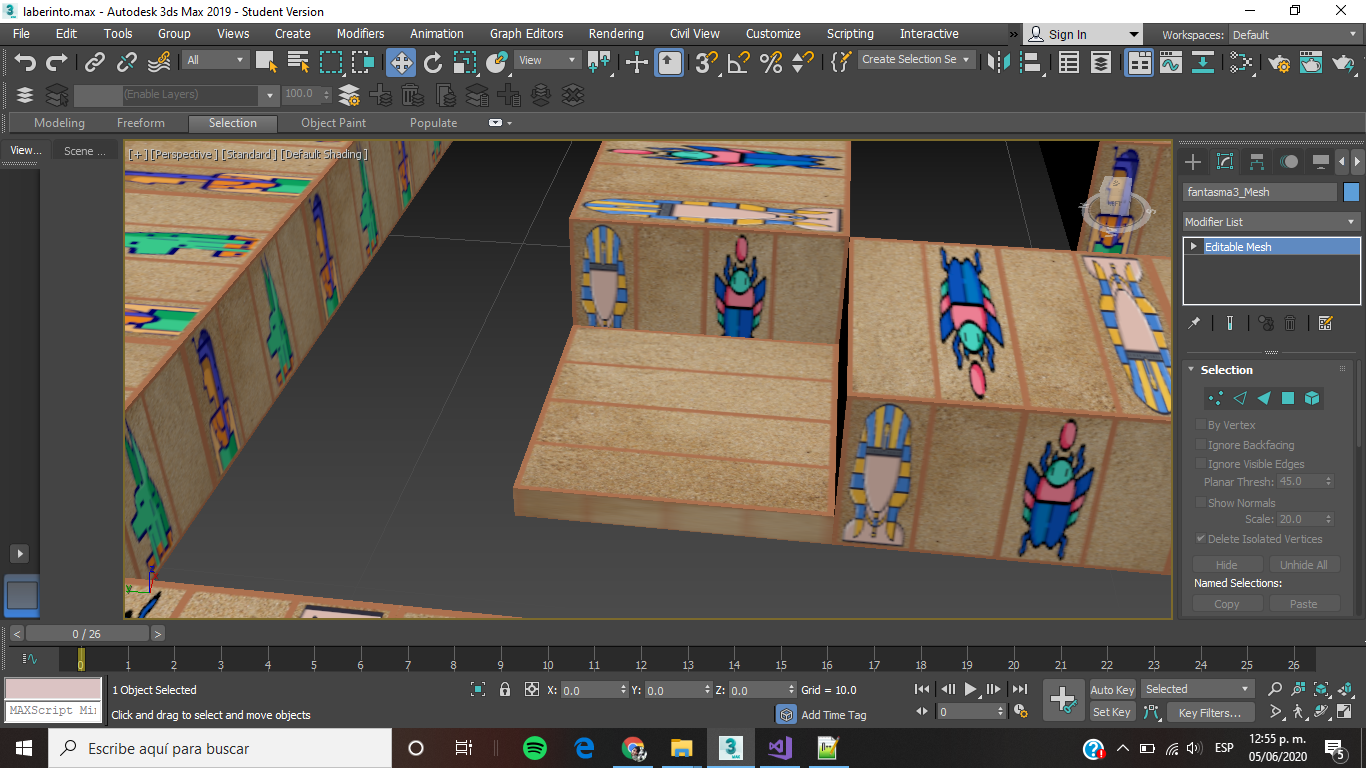 laberinto.max - Autodesk 3ds Max 2019 - Student Version
File Edit Tools Group Views Create Modifiers Animation Graph Editors Rendering Civil View Customize Scripting Interactive » Sign In Workspaces: Default
All View Create Selection Se
(Enable Layers) 100.0
Modeling Freeform Selection Object Paint Populate
View... Scene ...
[+] [Perspective ] [Standard ] [Default Shading ]
fantasma3_Mesh
Modifier List
Editable Mesh
Selection
By Vertex
Ignore Backfacing
Ignore Visible Edges
Planar Thresh: 45.0
Show Normals
Scale: 20.0
Delete Isolated Vertices
Hide Unhide All
Named Selections:
Copy Paste
< 0 / 26 >
0 1 2 3 4 5 6 7 8 9 10 11 12 13 14 15 16 17 18 19 20 21 22 23 24 25 26
1 Object Selected X: 0.0 Y: 0.0 Z: 0.0 Grid = 10.0 Auto Key Selected
MAXScript Mi
Click and drag to select and move objects Add Time Tag 0 Set Key Key Filters...
Escribe aquí para buscar
ESP
12:55 p. m.
05/06/2020
5